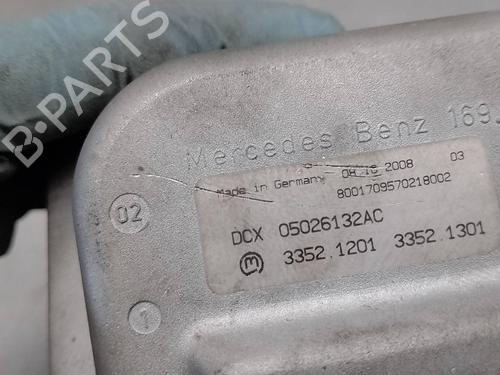 B-PARTS
Mercedes Benz 169.
Made in Germany 08.10.2008 03
8001709570218002
02
DCX 05026132AC
3352.1201 3352.1301
1